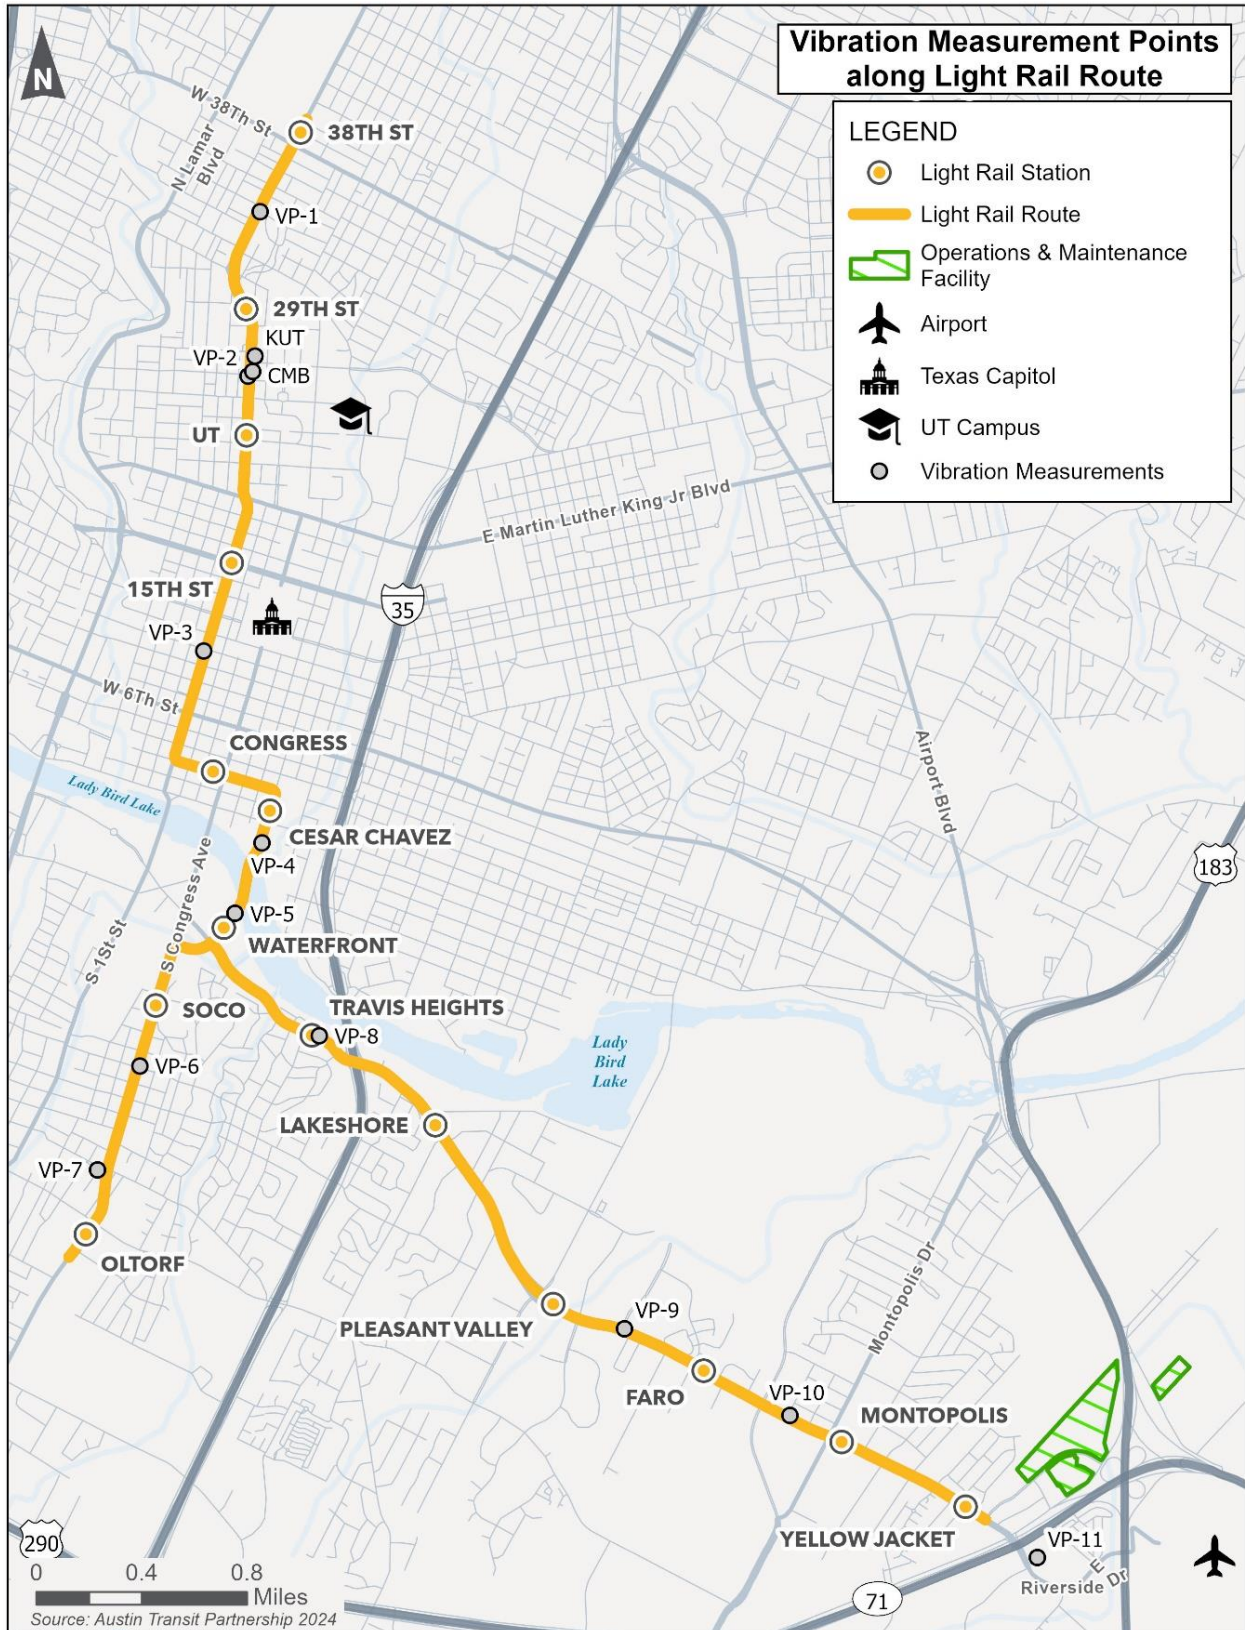 Vibration Measurement Points
along Light Rail Route
LEGEND
Light Rail Station
Light Rail Route
Operations & Maintenance
Facility
Airport
Texas Capitol
UT Campus
Vibration Measurements
N
W 38Th St
38TH ST
N Lamar
Blvd
VP-1
29TH ST
KUT
VP-2
CMB
UT
E Martin Luther King Jr Blvd
15TH ST
35
VP-3
W 6Th St
CONGRESS
Airport Blvd
Lady Bird Lake
CESAR CHAVEZ
VP-4
183
S Congress Ave
VP-5
WATERFRONT
S 1St St
SOCO
TRAVIS HEIGHTS
VP-8
Lady
Bird
Lake
VP-6
LAKESHORE
VP-7
OLTORF
Montopolis Dr
PLEASANT VALLEY
VP-9
FARO
VP-10
MONTOPOLIS
YELLOW JACKET
VP-11
E
Riverside Dr
71
290
0 0.4 0.8
Miles
Source: Austin Transit Partnership 2024